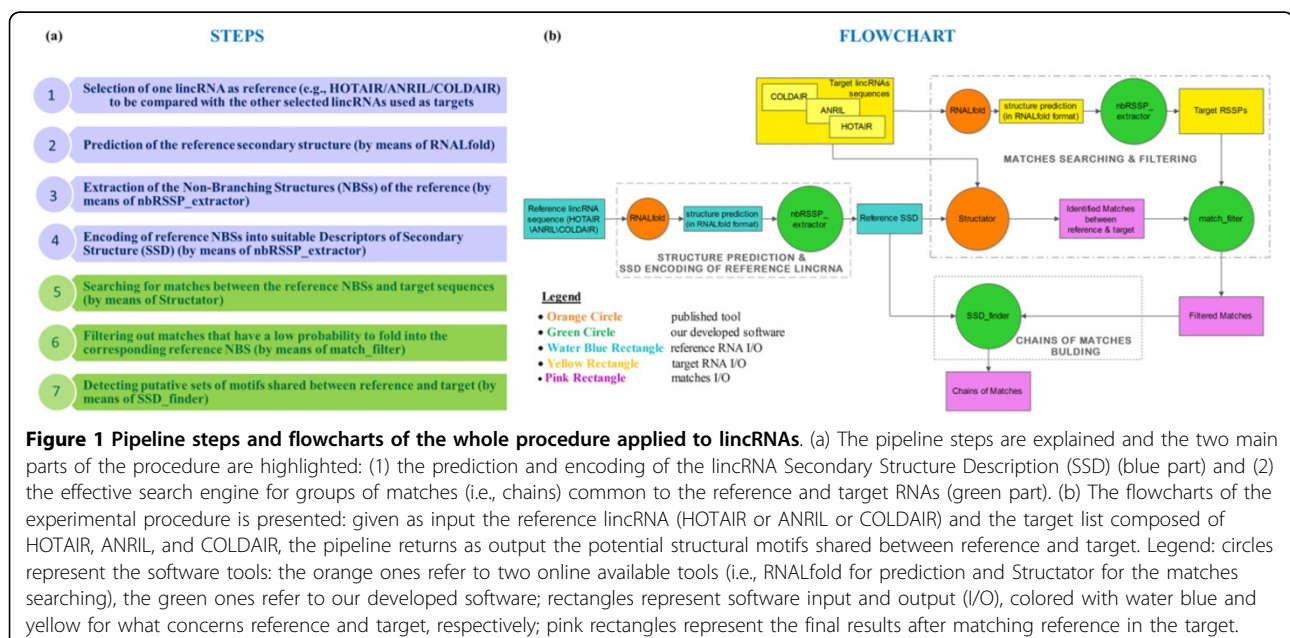 (a) STEPS
1 Selection of one lincRNA as reference (e.g., HOTAIR/ANRIL/COLDAIR)
to be compared with the other selected lincRNAs used as targets
2 Prediction of the reference secondary structure (by means of RNALfold)
3 Extraction of the Non-Branching Structures (NBSs) of the reference (by
means of nbRSSP_extractor)
4 Encoding of reference NBSs into suitable Descriptors of Secondary
Structure (SSD) (by means of nbRSSP_extractor)
5 Searching for matches between the reference NBSs and target sequences
(by means of Structator)
6 Filtering out matches that have a low probability to fold into the
corresponding reference NBS (by means of match_filter)
7 Detecting putative sets of motifs shared between reference and target (by
means of SSD_finder)
(b) FLOWCHART
Target lincRNAs
sequences
COLDAIR
ANRIL
HOTAIR
RNALfold
structure prediction
(in RNALfold format)
nbRSSP_
extractor
Target RSSPs
MATCHES SEARCHING & FILTERING
Reference lincRNA
sequence (HOTAIR
\ANRIL\COLDAIR)
RNALfold
structure prediction
(in RNALfold format)
nbRSSP_
extractor
Reference SSD
Structator
Identified Matches
between
reference & target
match_filter
STRUCTURE PREDICTION &
SSD ENCODING OF REFERENCE LINCRNA
SSD_finder
Filtered Matches
CHAINS OF MATCHES
BULDING
Chains of Matches
Legend
• Orange Circle published tool
• Green Circle our developed software
• Water Blue Rectangle reference RNA I/O
• Yellow Rectangle target RNA I/O
• Pink Rectangle matches I/O
Figure 1 Pipeline steps and flowcharts of the whole procedure applied to lincRNAs. (a) The pipeline steps are explained and the two main
parts of the procedure are highlighted: (1) the prediction and encoding of the lincRNA Secondary Structure Description (SSD) (blue part) and (2)
the effective search engine for groups of matches (i.e., chains) common to the reference and target RNAs (green part). (b) The flowcharts of the
experimental procedure is presented: given as input the reference lincRNA (HOTAIR or ANRIL or COLDAIR) and the target list composed of
HOTAIR, ANRIL, and COLDAIR, the pipeline returns as output the potential structural motifs shared between reference and target. Legend: circles
represent the software tools: the orange ones refer to two online available tools (i.e., RNALfold for prediction and Structator for the matches
searching), the green ones refer to our developed software; rectangles represent software input and output (I/O), colored with water blue and
yellow for what concerns reference and target, respectively; pink rectangles represent the final results after matching reference in the target.